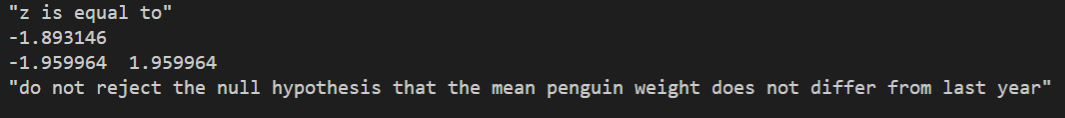 "z is equal to"
-1.893146
-1.959964  1.959964
"do not reject the null hypothesis that the mean penguin weight does not differ from last year"